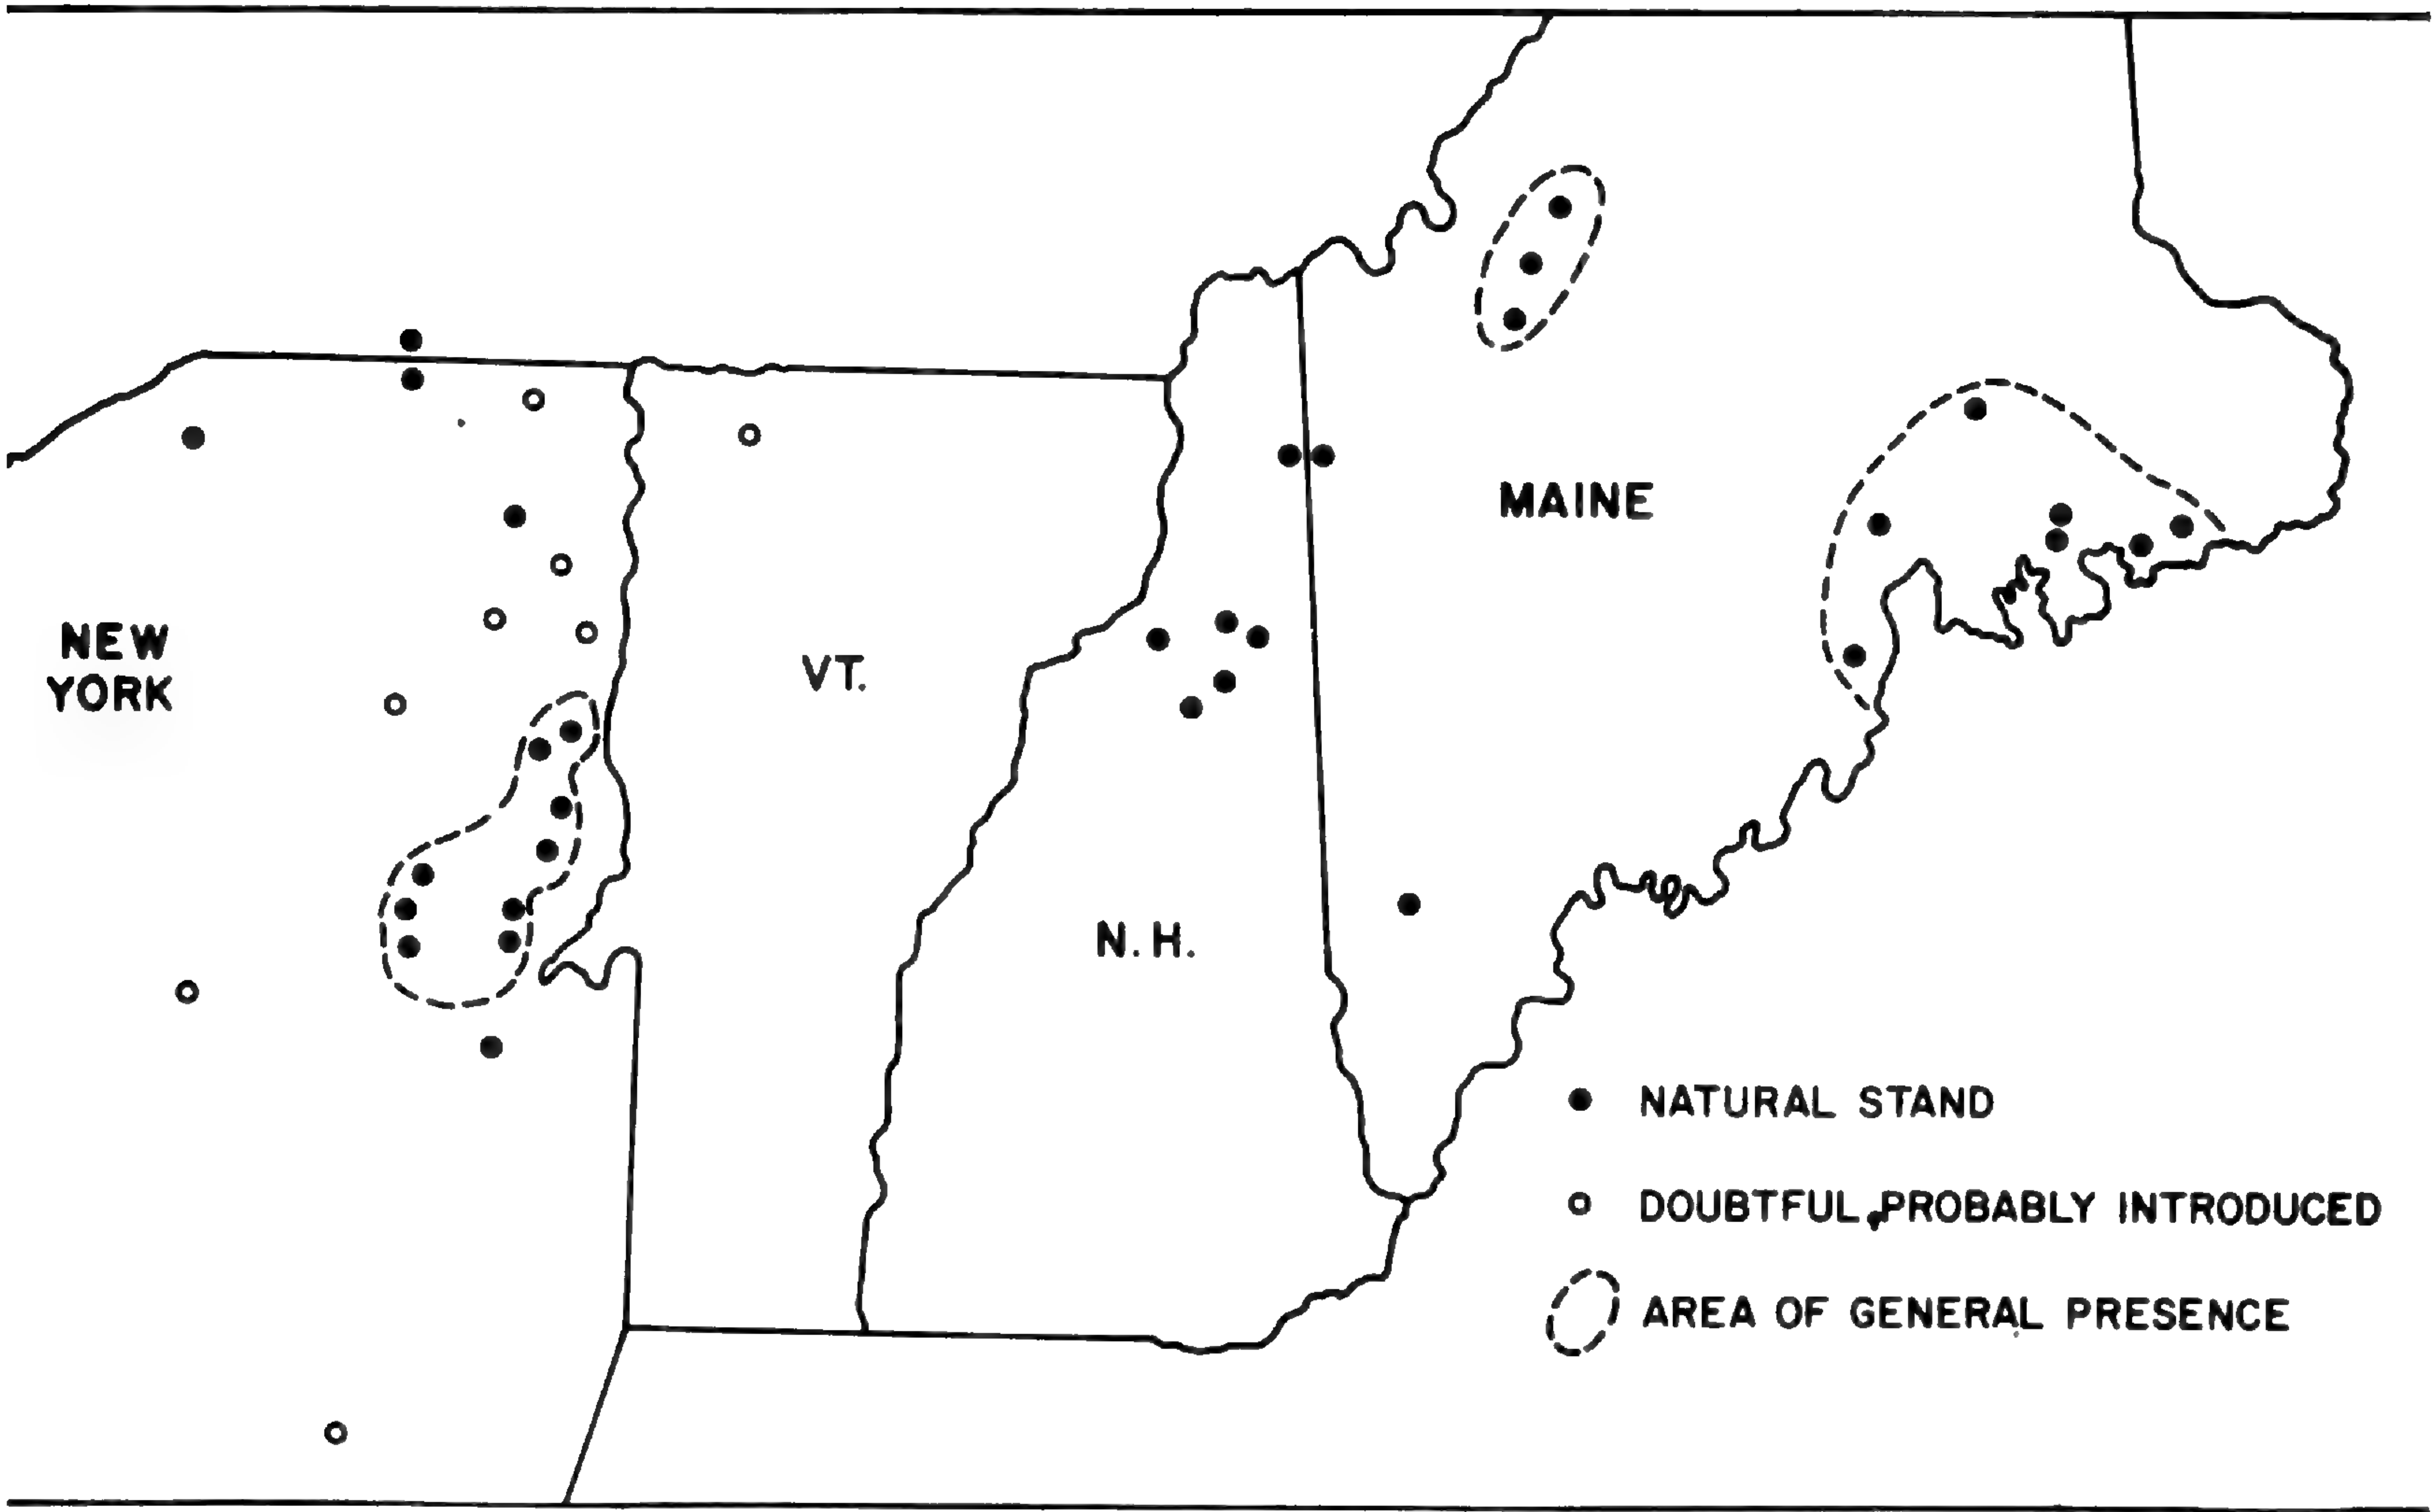 MAINE
NEW
YORK
VT.
N.H.
NATURAL STAND
DOUBTFUL, PROBABLY INTRODUCED
AREA OF GENERAL PRESENCE